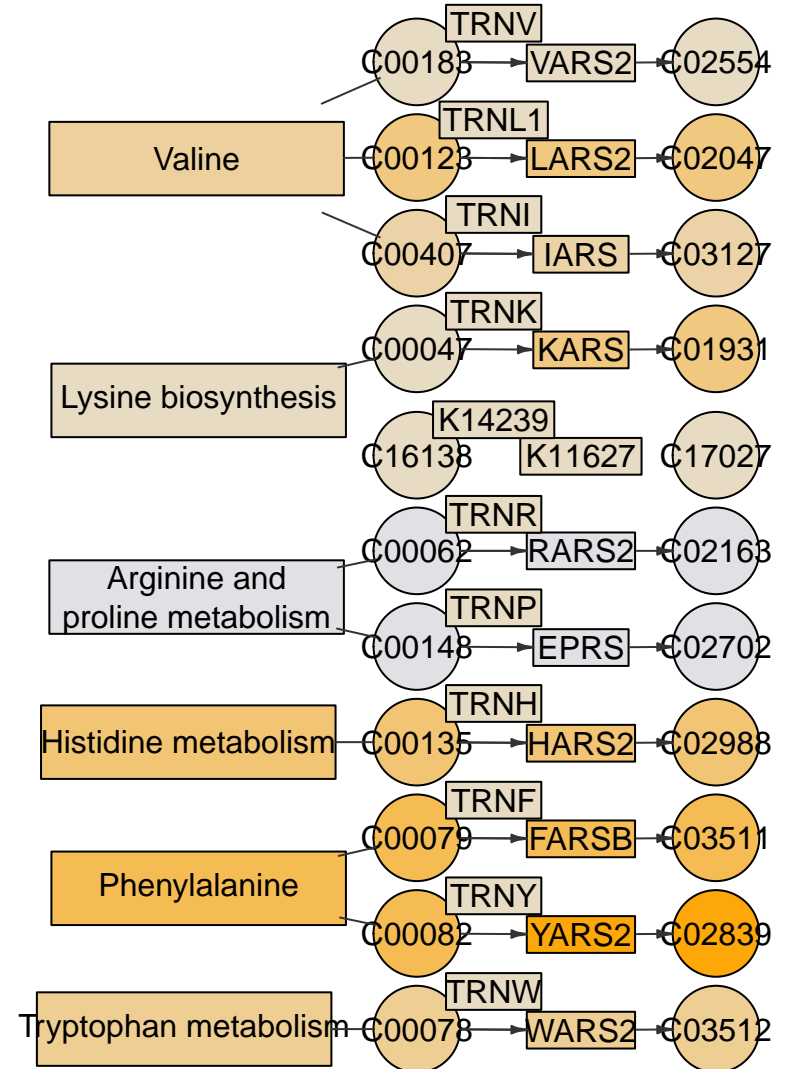 TRNV
C00183
VARS2
C02554
TRNL1
Valine
C00123
LARS2
C02047
TRNI
C00407
IARS
C03127
TRNK
C00047
KARS
C01931
Lysine biosynthesis
K14239
C16138
K11627
C17027
TRNR
C00062
RARS2
C02163
Arginine and
proline metabolism
TRNP
C00148
EPRS
C02702
TRNH
Histidine metabolism
C00135
HARS2
C02988
TRNF
C00079
FARSB
C03511
Phenylalanine
TRNY
C00082
YARS2
C02839
TRNW
Tryptophan metabolism
C00078
WARS2
C03512